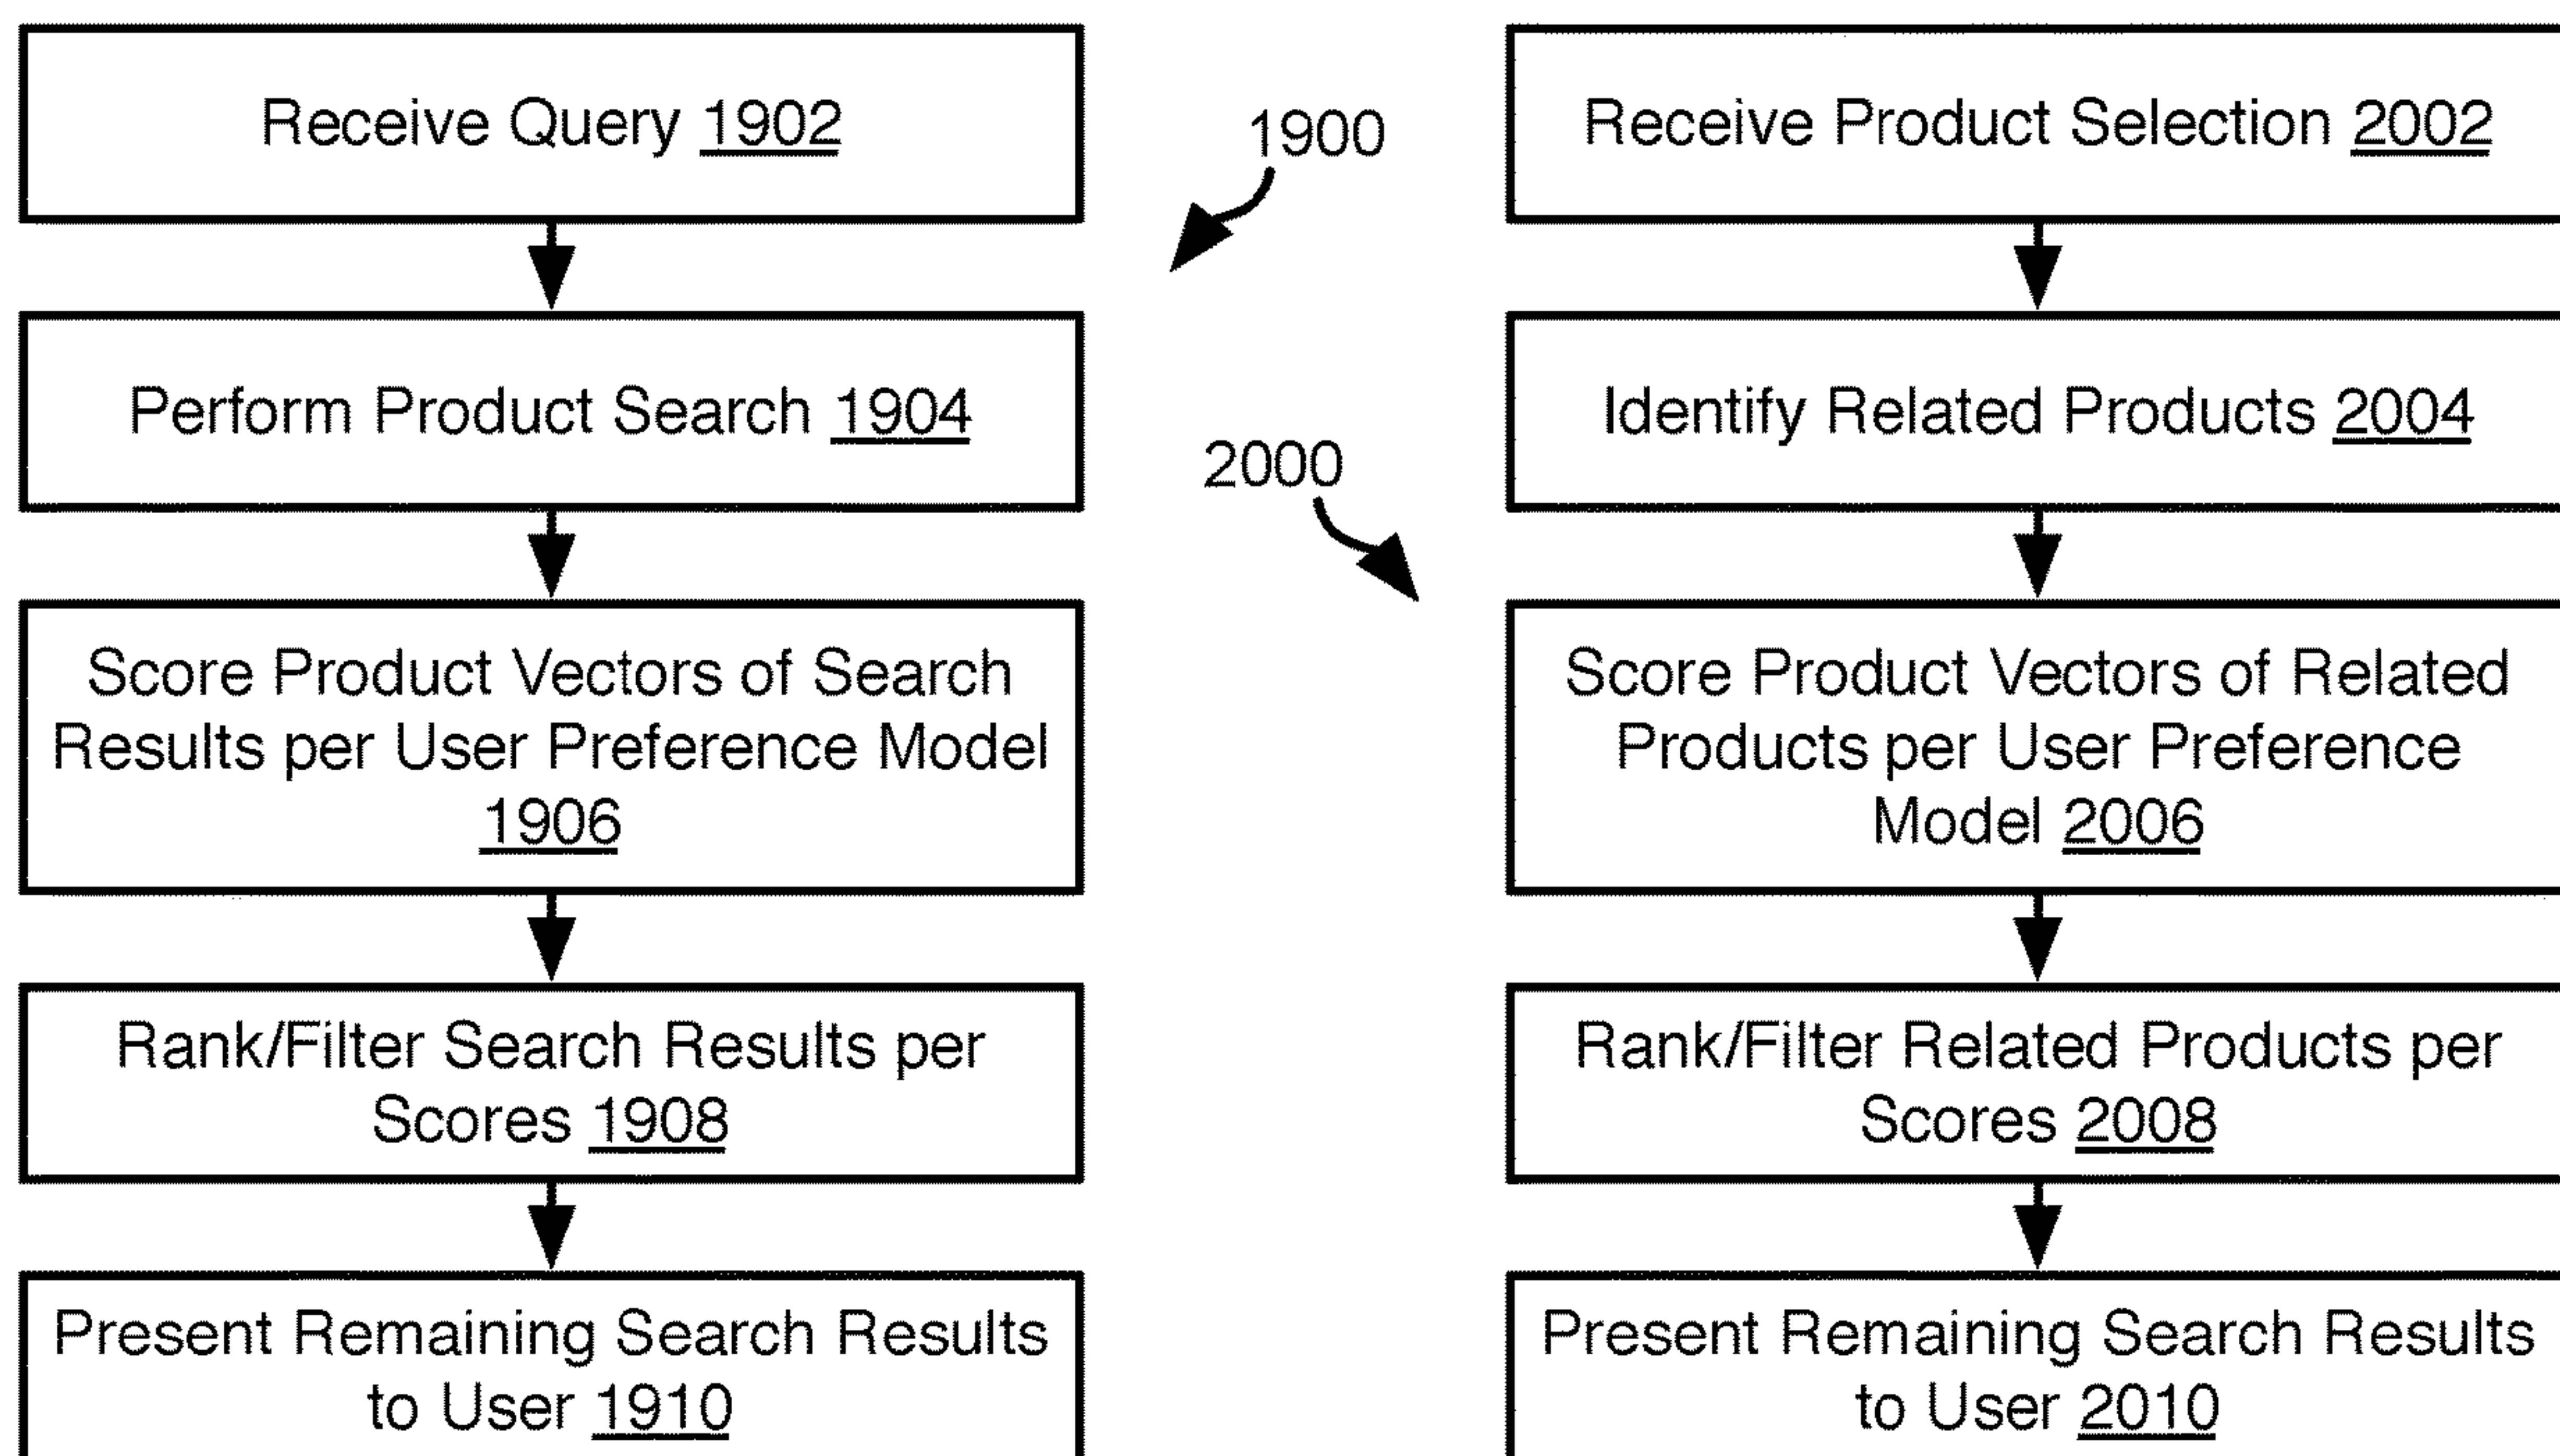 Receive Query 1902
Perform Product Search 1904
Score Product Vectors of Search
Results per User Preference Model
1906
Rank/Filter Search Results per
Scores 1908
Present Remaining Search Results
to User 1910
1900
2000
Receive Product Selection 2002
Identify Related Products 2004
Score Product Vectors of Related
Products per User Preference
Model 2006
Rank/Filter Related Products per
Scores 2008
Present Remaining Search Results
to User 2010